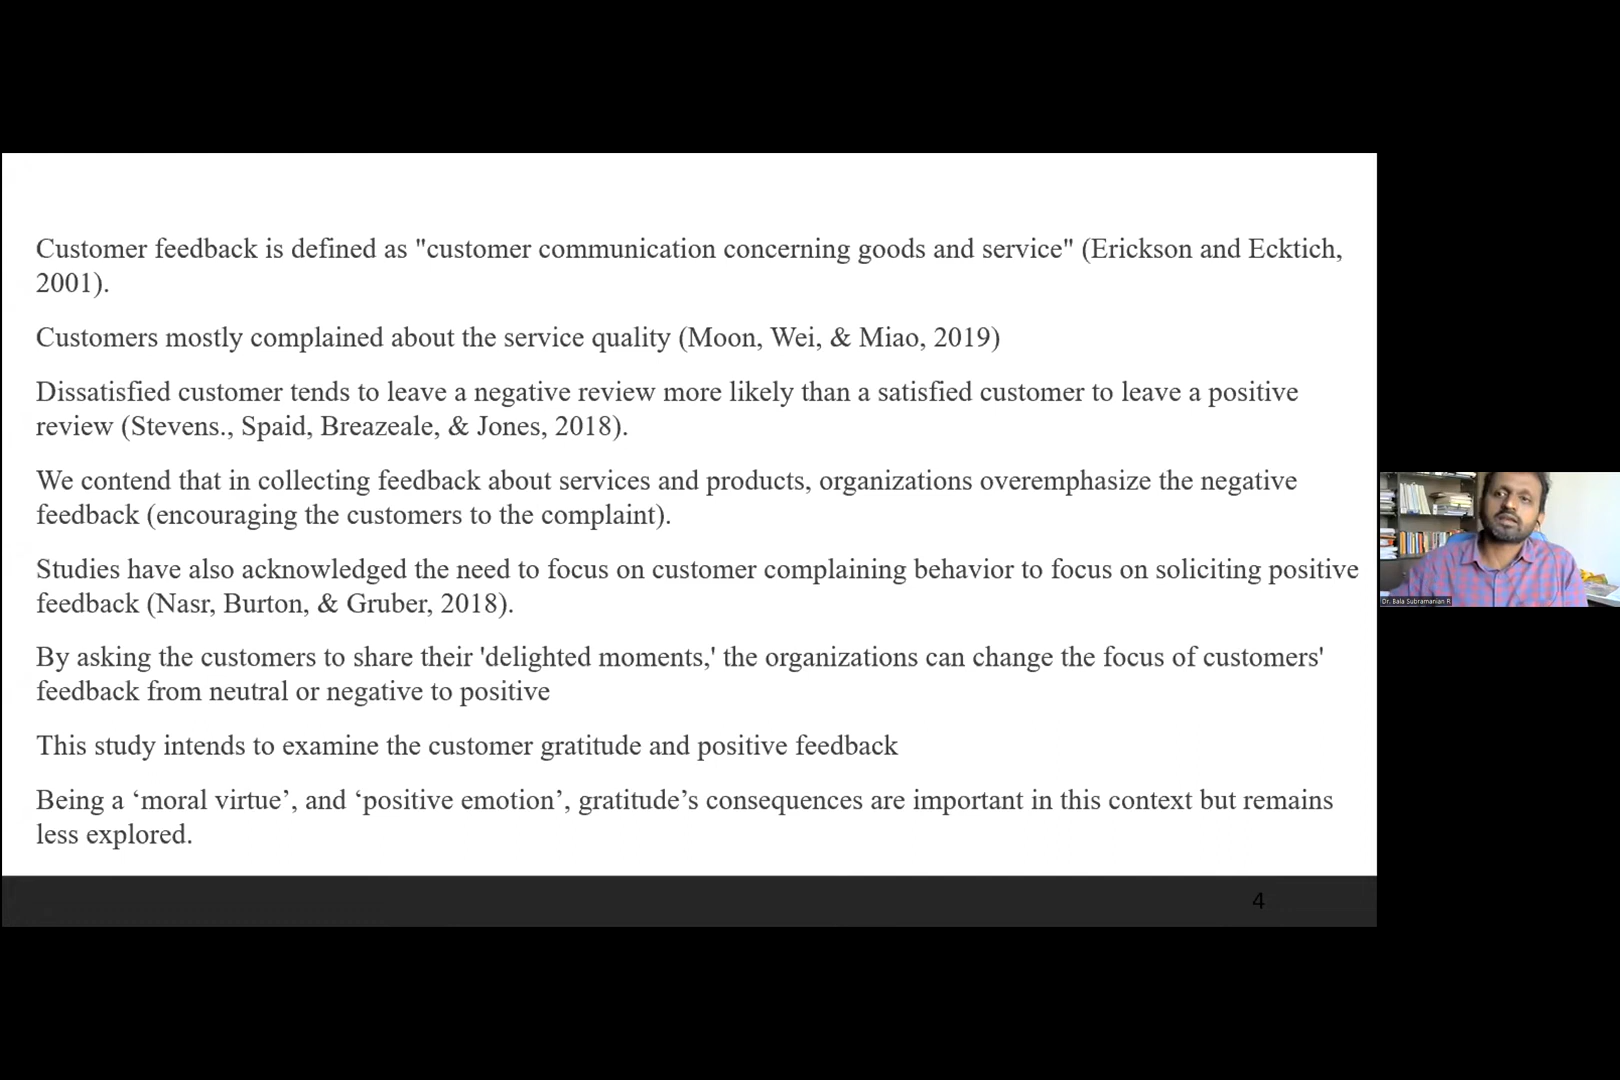 Customer feedback is defined as "customer communication concerning goods and service" (Erickson and Ecktich,
2001).
Customers mostly complained about the service quality (Moon, Wei, & Miao, 2019)
Dissatisfied customer tends to leave a negative review more likely than a satisfied customer to leave a positive
review (Stevens., Spaid, Breazeale, & Jones, 2018).
We contend that in collecting feedback about services and products, organizations overemphasize the negative
feedback (encouraging the customers to the complaint).
Studies have also acknowledged the need to focus on customer complaining behavior to focus on soliciting positive
feedback (Nasr, Burton, & Gruber, 2018).
By asking the customers to share their 'delighted moments,' the organizations can change the focus of customers'
feedback from neutral or negative to positive
This study intends to examine the customer gratitude and positive feedback
Being a ‘moral virtue’, and ‘positive emotion’, gratitude’s consequences are important in this context but remains
less explored.
4
Dr. Bala Subramanian R